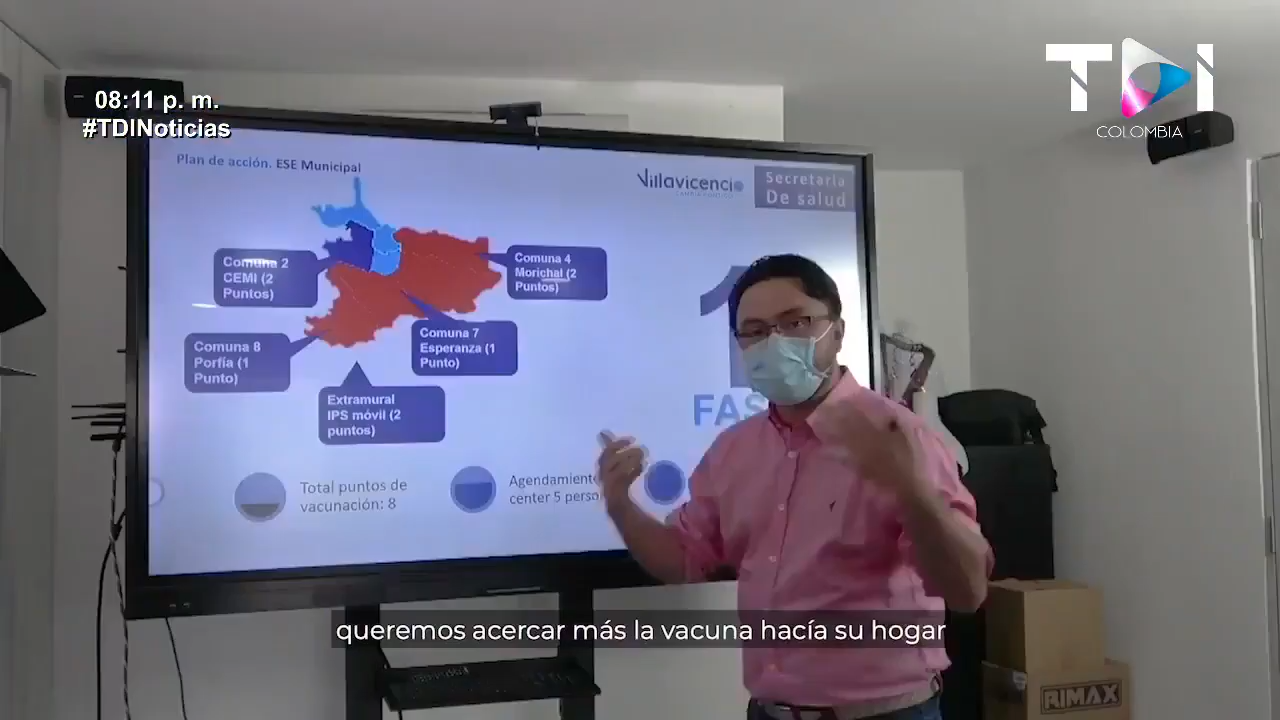 08:11 p. m.
#TDINoticias
TDI
COLOMBIA
Plan de acción. ESE Municipal
Villavicencio
Secretaría
De salud
Comuna 2
CEMI (2
Puntos)
Comuna 4
Morichal (2
Puntos)
Comuna 7
Esperanza (1
Punto)
Comuna 8
Porfía (1
Punto)
Extramural
IPS móvil (2
puntos)
1
FAS
Total puntos de
vacunación: 8
Agendamiento
center 5 perso
queremos acercar más la vacuna hacía su hogar
RIMAX